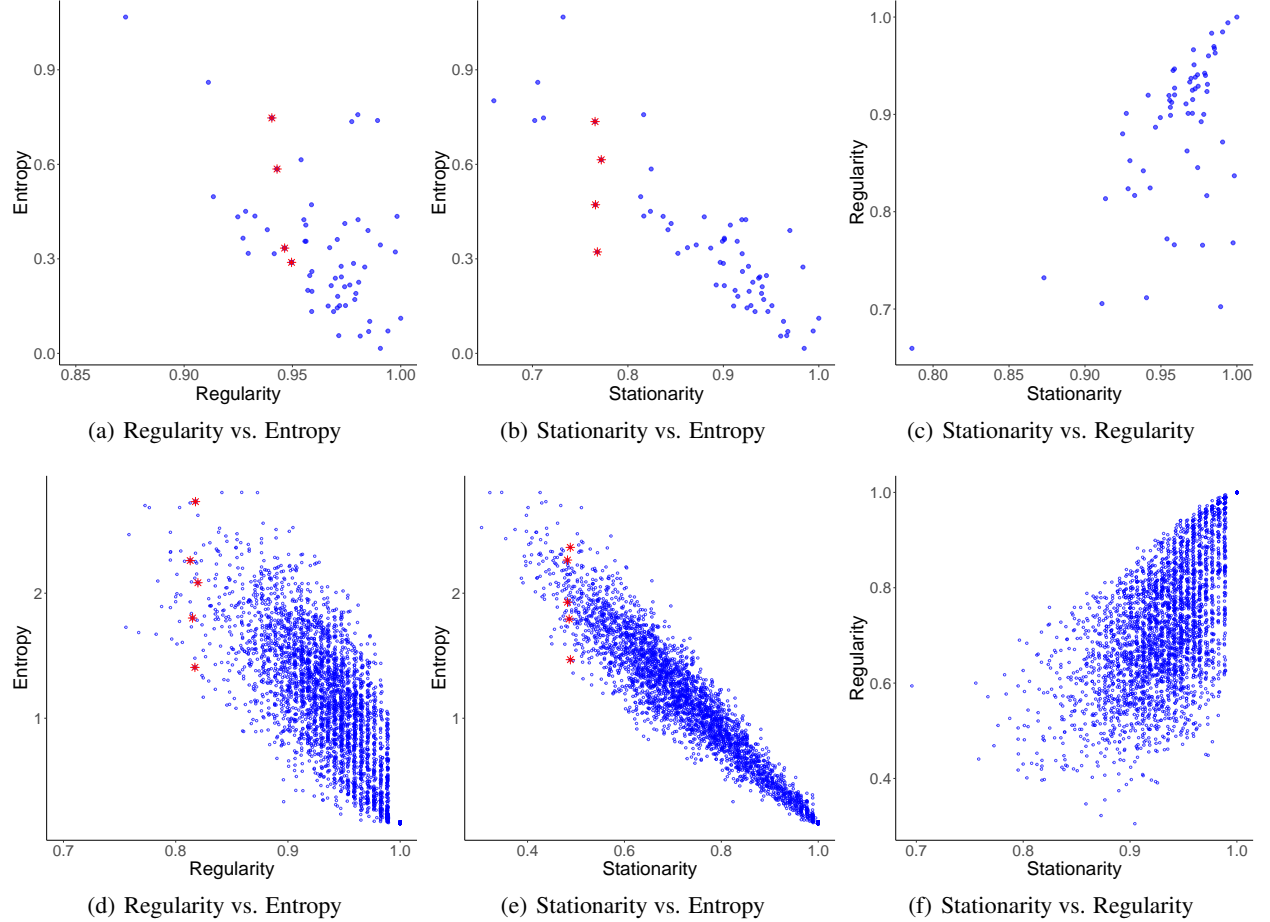 0.9
0.6
0.3
0.0
Entropy
0.85 0.90 0.95 1.00
Regularity
(a) Regularity vs. Entropy
0.9
0.6
0.3
0.0
Entropy
0.7 0.8 0.9 1.0
Stationarity
(b) Stationarity vs. Entropy
1.0
0.9
0.8
0.7
Regularity
0.80 0.85 0.90 0.95 1.00
Stationarity
(c) Stationarity vs. Regularity
2
1
Entropy
0.7 0.8 0.9 1.0
Regularity
(d) Regularity vs. Entropy
2
1
Entropy
0.4 0.6 0.8 1.0
Stationarity
(e) Stationarity vs. Entropy
1.0
0.8
0.6
0.4
Regularity
0.7 0.8 0.9 1.0
Stationarity
(f) Stationarity vs. Regularity